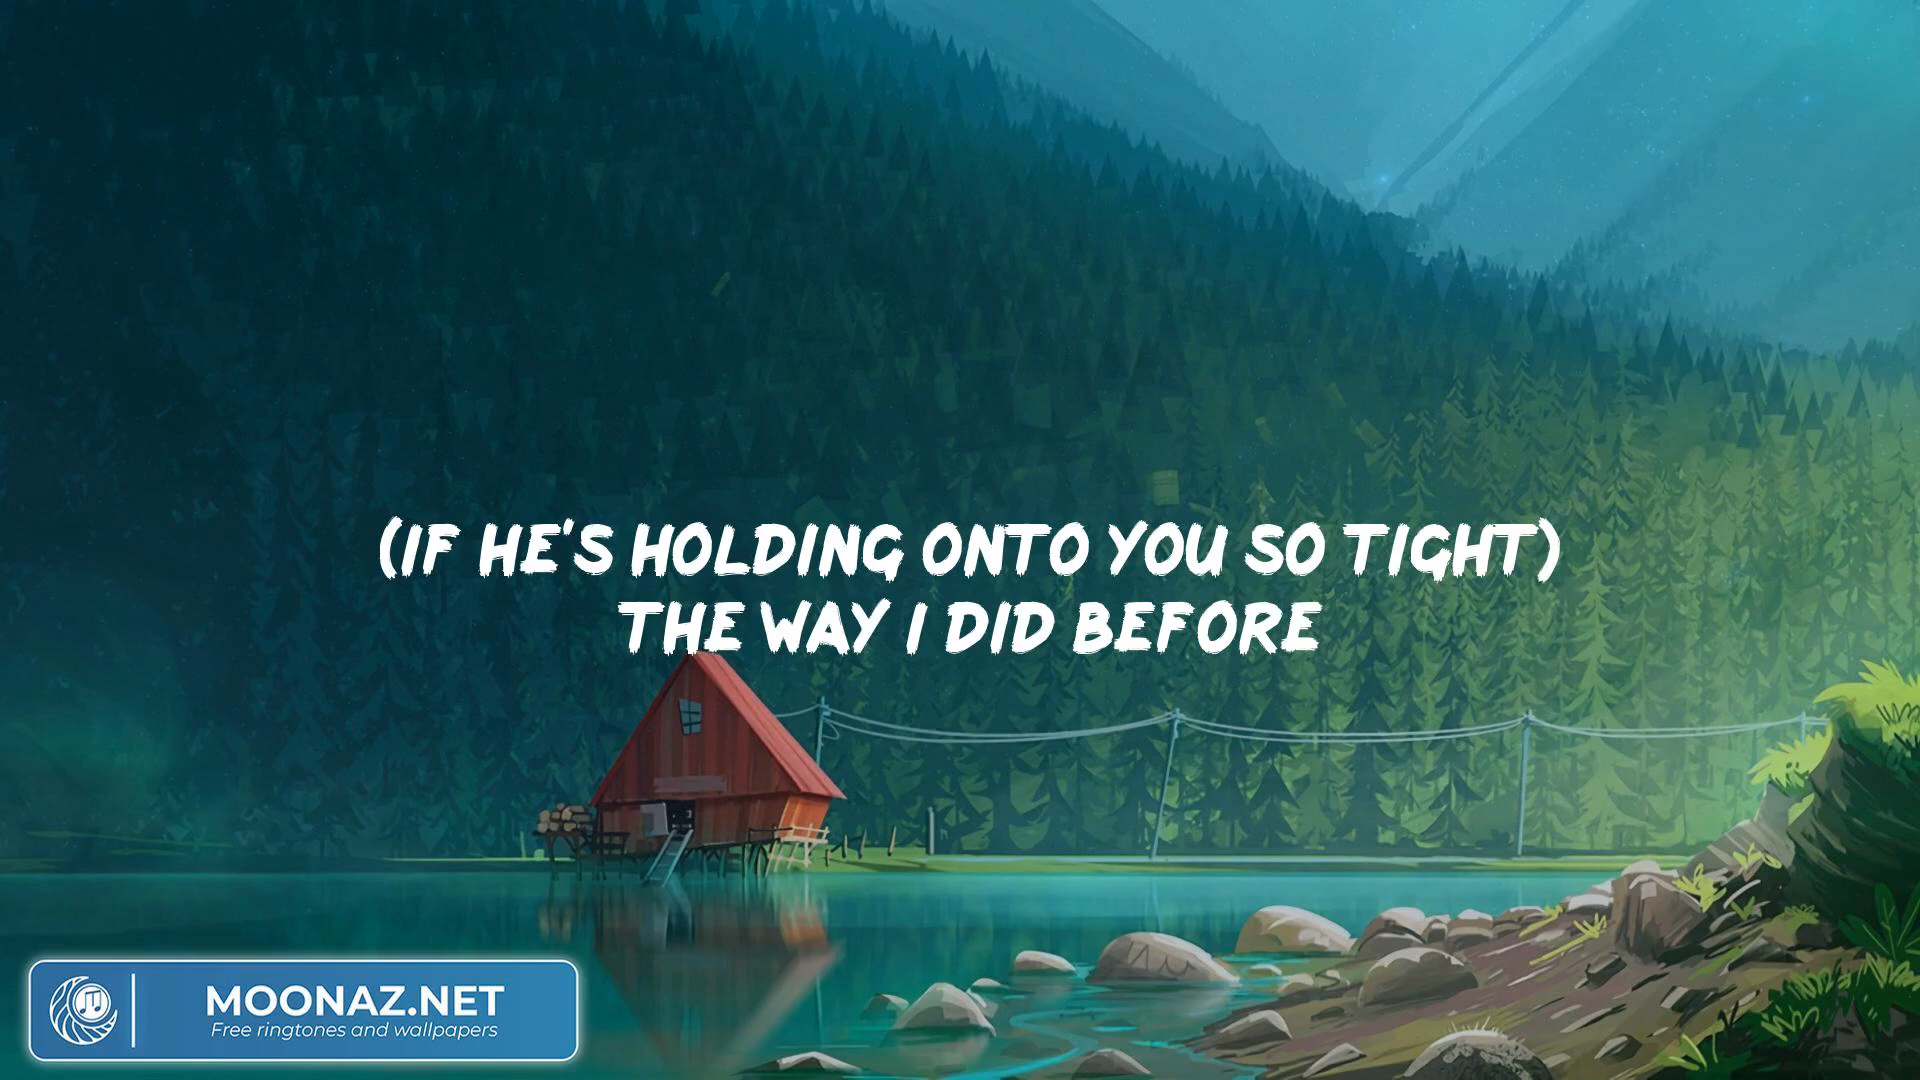 (IF HE'S HOLDING ONTO YOU SO TIGHT)
THE WAY I DID BEFORE
MOONAZ.NET
Free ringtones and wallpapers